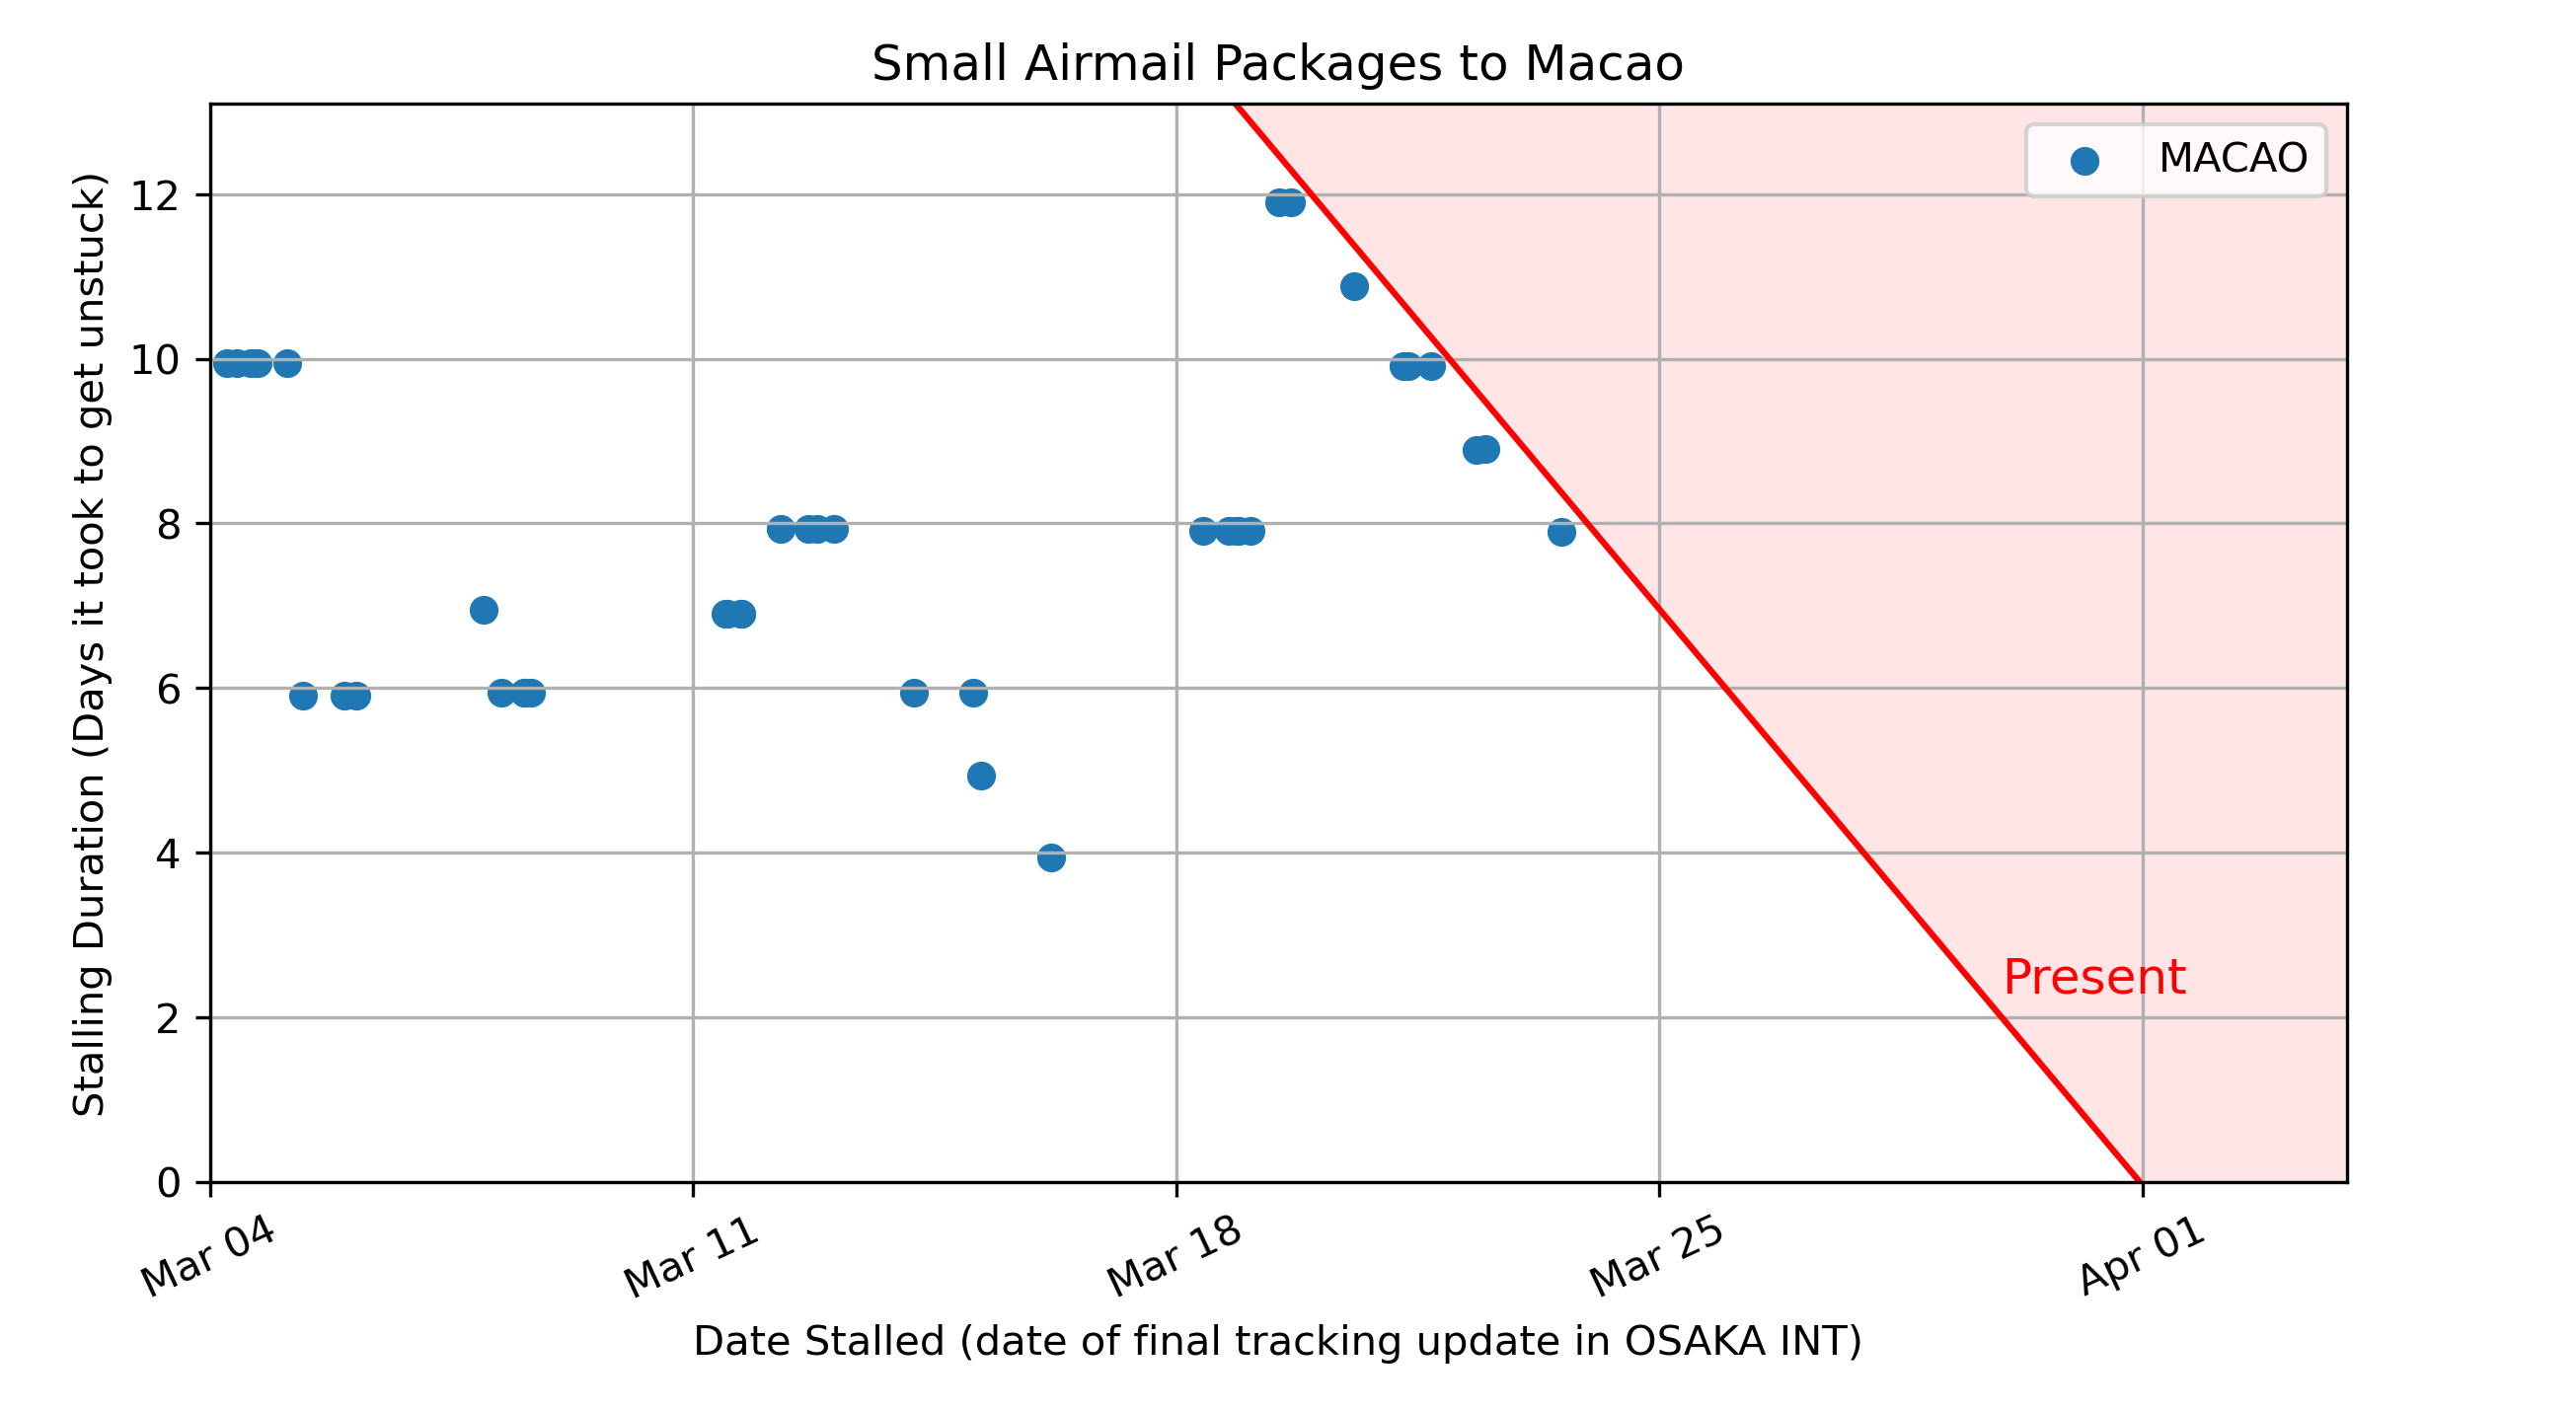 Small Airmail Packages to Macao
MACAO
Stalling Duration (Days it took to get unstuck)
12
10
8
6
4
2
0
Present
Mar 04
Mar 11
Mar 18
Mar 25
Apr 01
Date Stalled (date of final tracking update in OSAKA INT)